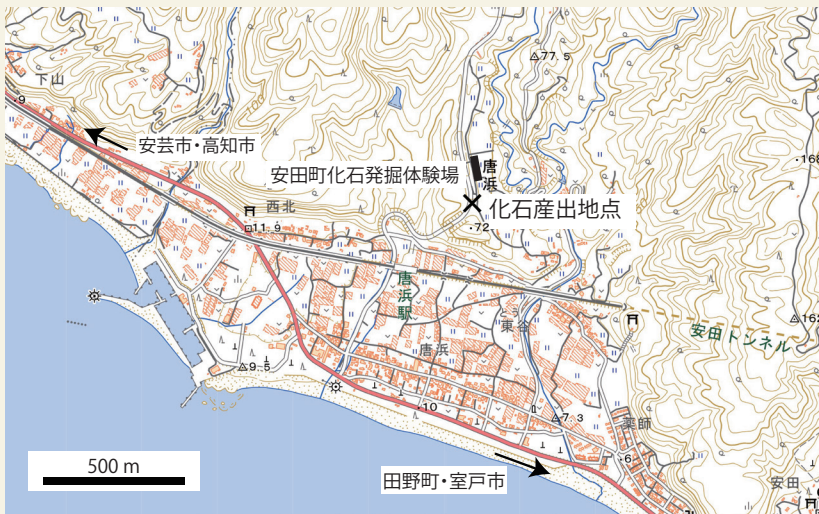 下山
77.5
9
100
安芸市・高知市
安田町化石発掘体験場
唐浜
168
化石産出地点
西北
11.9
72
唐浜駅
とう
東谷
安田トンネル
162
唐浜
9.5
10
7.3
薬師
6
500 m
田野町・室戸市
安田